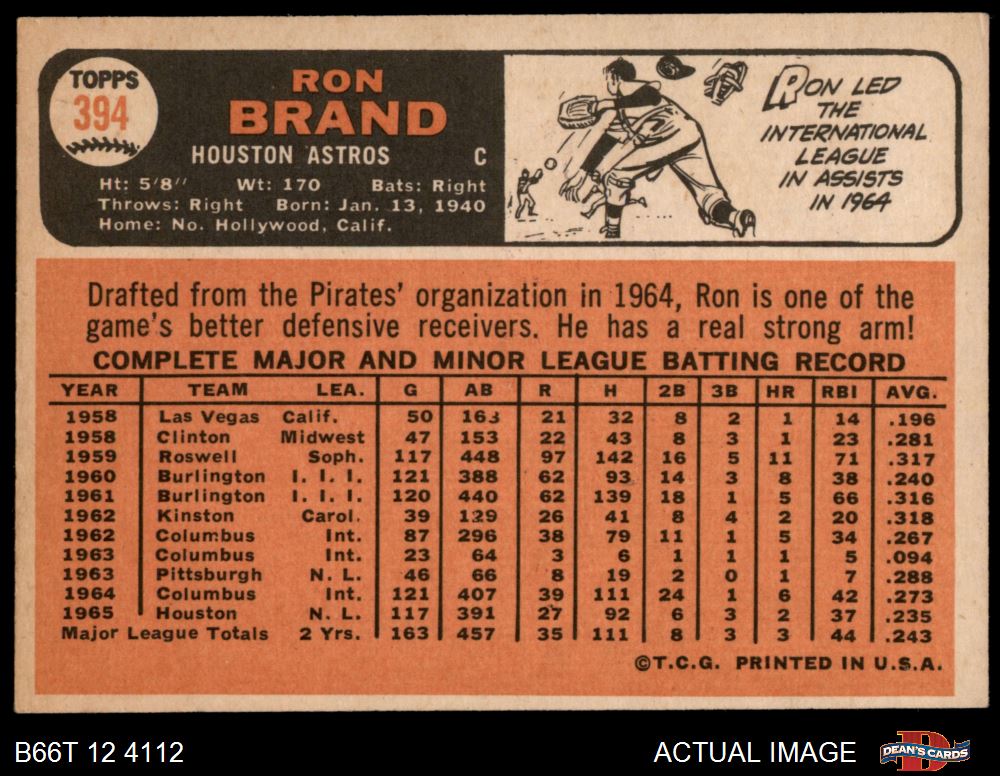 TOPPS
394
RON
BRAND
HOUSTON ASTROS C
Ht: 5'8" Wt: 170 Bats: Right
Throws: Right Born: Jan. 13, 1940
Home: No. Hollywood, Calif.
RON LED
THE
INTERNATIONAL
LEAGUE
IN ASSISTS
IN 1964
Drafted from the Pirates' organization in 1964, Ron is one of the
game's better defensive receivers. He has a real strong arm!
COMPLETE MAJOR AND MINOR LEAGUE BATTING RECORD
YEAR TEAM LEA. G AB R H 2B 3B HR RBI AVG.
1958 Las Vegas Calif. 50 163 21 32 8 2 1 14 .196
1958 Clinton Midwest 47 153 22 43 8 3 1 23 .281
1959 Roswell Soph. 117 448 97 142 16 5 11 71 .317
1960 Burlington I. I. I. 121 388 62 93 14 3 8 38 .240
1961 Burlington I. I. I. 120 440 62 139 18 1 5 66 .316
1962 Kinston Carol. 39 129 26 41 8 4 2 20 .318
1962 Columbus Int. 87 296 38 79 11 1 5 34 .267
1963 Columbus Int. 23 64 3 6 1 1 1 5 .094
1963 Pittsburgh N. L. 46 66 8 19 2 0 1 7 .288
1964 Columbus Int. 121 407 39 111 24 1 6 42 .273
1965 Houston N. L. 117 391 27 92 6 3 2 37 .235
Major League Totals 2 Yrs. 163 457 35 111 8 3 3 44 .243
©T.C.G. PRINTED IN U.S.A.
B66T 12 4112 ACTUAL IMAGE DEAN'S CARDS